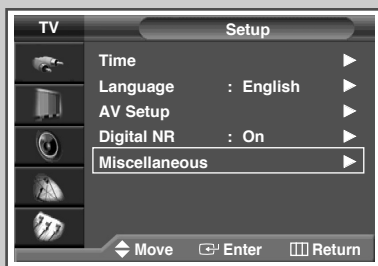 TV
Setup
Time
Language : English
AV Setup
Digital NR : On
Miscellaneous
Move Enter Return